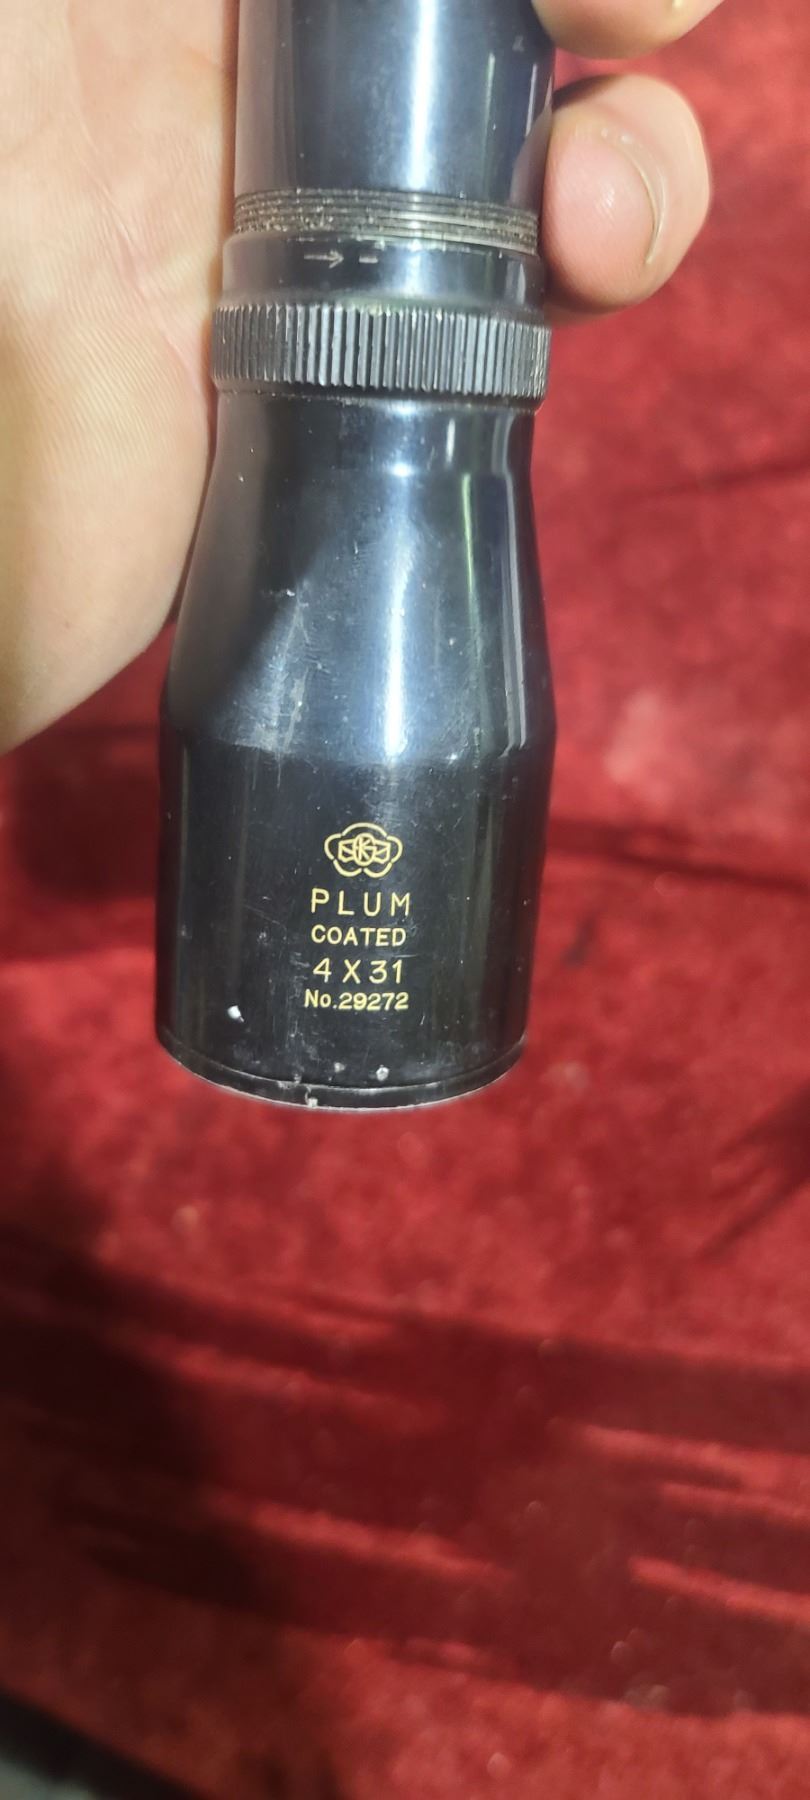 → -
PLUM
COATED
4 X 31
No.29272